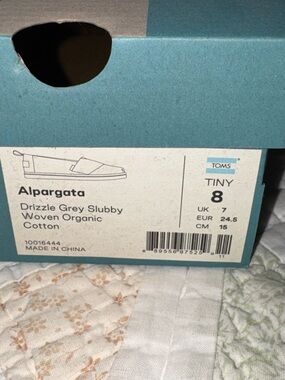 TOMS
TINY
8
UK 7
EUR 24.5
CM 15
Alpargata
Drizzle Grey Slubby
Woven Organic
Cotton
10016444
MADE IN CHINA
11